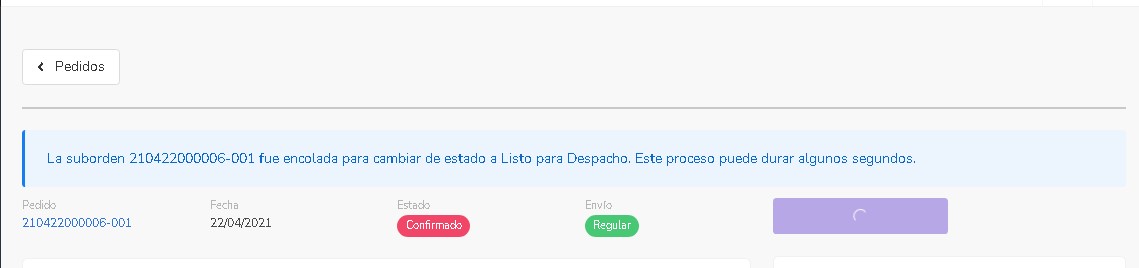 Pedidos
La suborden 210422000006-001 fue encolada para cambiar de estado a Listo para Despacho. Este proceso puede durar algunos segundos.
Pedido Fecha Estado Envío
210422000006-001 22/04/2021 Confirmado Regular